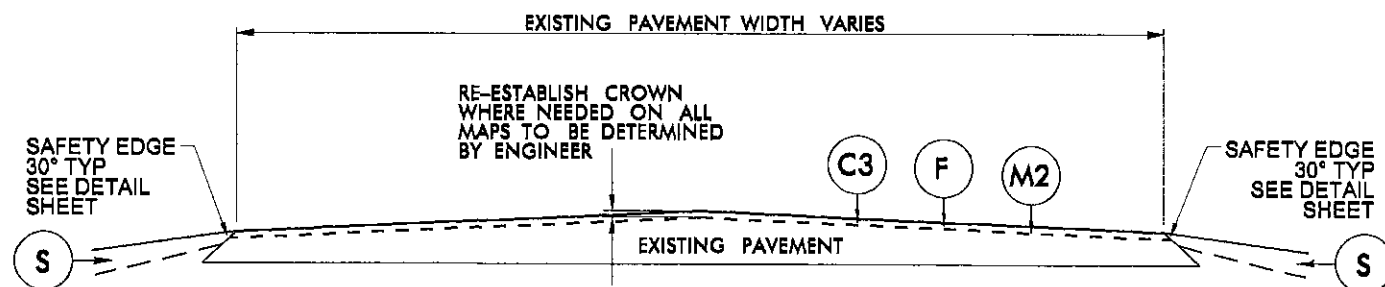 EXISTING PAVEMENT WIDTH VARIES
RE-ESTABLISH CROWN
WHERE NEEDED ON ALL
MAPS TO BE DETERMINED
BY ENGINEER
SAFETY EDGE
30° TYP
SEE DETAIL
SHEET
C3
F
M2
SAFETY EDGE
30° TYP
SEE DETAIL
SHEET
S
EXISTING PAVEMENT
S